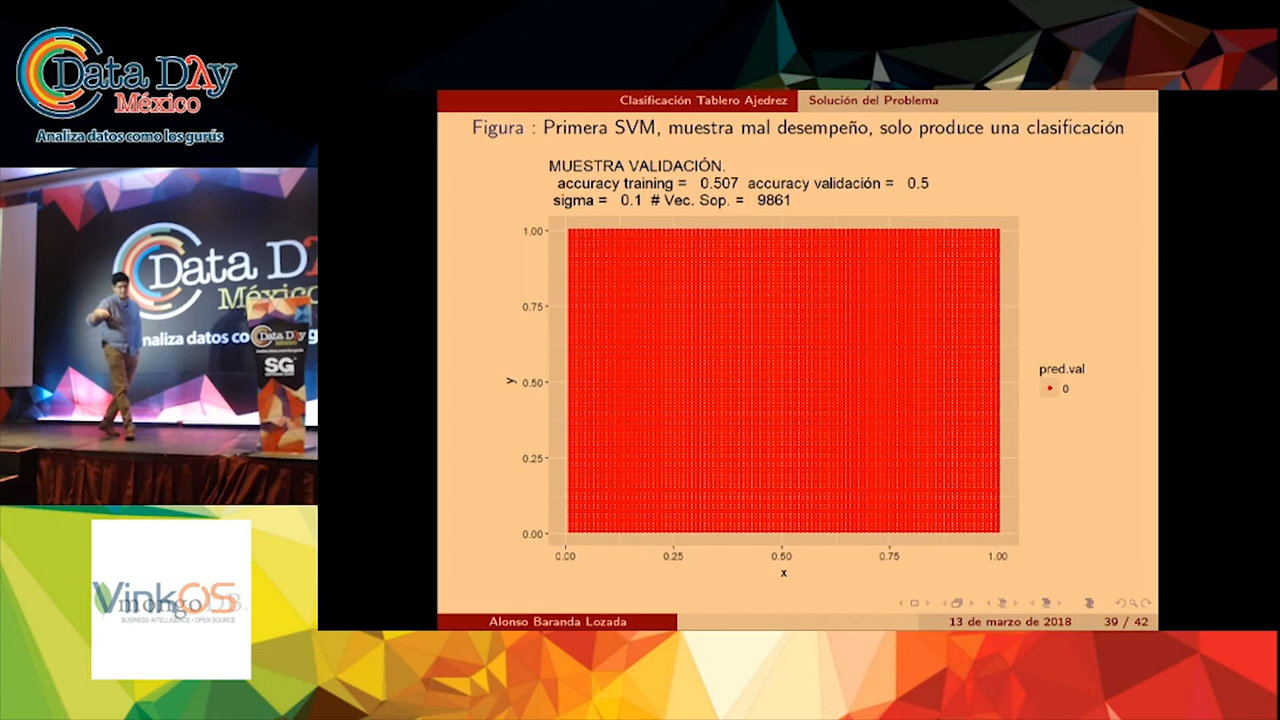 Data Day
México
Analiza datos como los gurús
Data D
México
naliza datos co
g
Data Day
México
SG
VinkOS
mongoDB.
BUSINESS INTELLIGENCE • OPEN SOURCE
Clasificación Tablero Ajedrez
Solución del Problema
Figura : Primera SVM, muestra mal desempeño, solo produce una clasificación
MUESTRA VALIDACIÓN.
accuracy training = 0.507 accuracy validación = 0.5
sigma = 0.1 # Vec. Sop. = 9861
1.00
0.75
0.50
0.25
0.00
y
0.00 0.25 0.50 0.75 1.00
x
pred.val
0
Alonso Baranda Lozada
13 de marzo de 2018
39 / 42